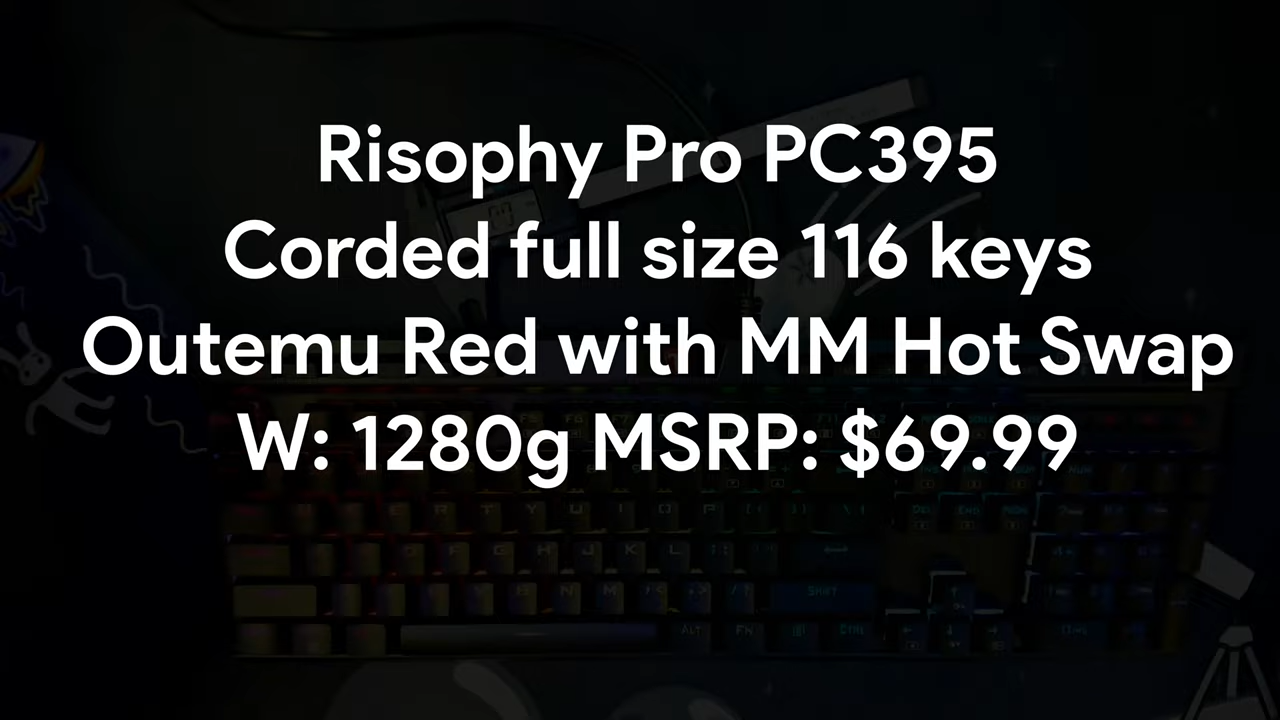 Risophy Pro PC395
Corded full size 116 keys
Outemu Red with MM Hot Swap
W: 1280g MSRP: $69.99